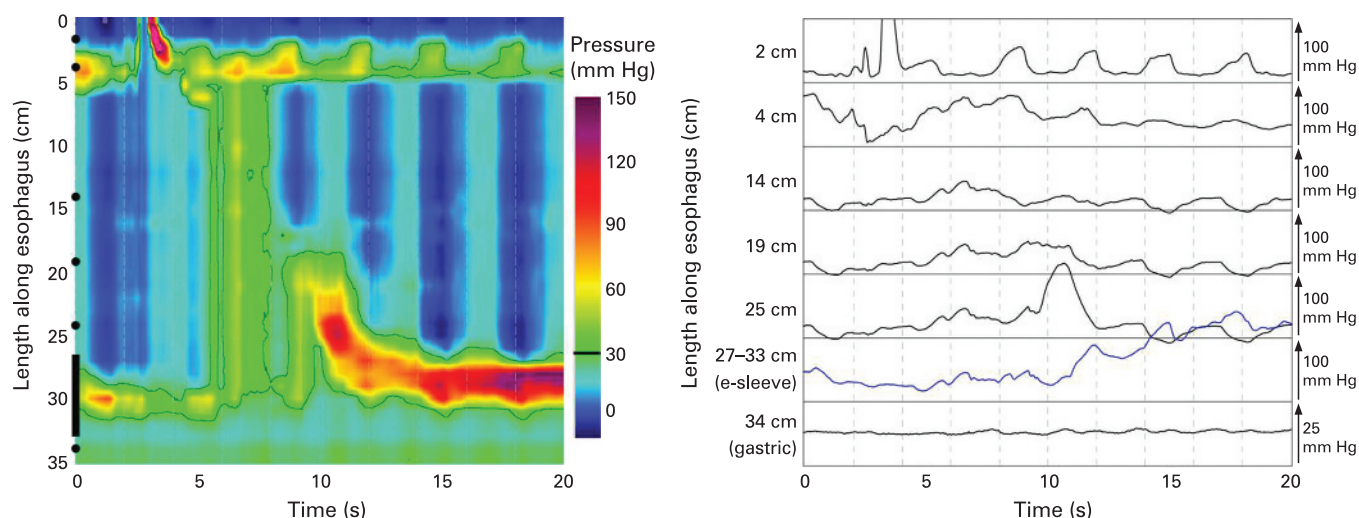 Length along esophagus (cm)
0
5
10
15
20
25
30
35
0
5
10
15
20
Time (s)
Pressure
(mm Hg)
150
120
90
60
30
0
Length along esophagus (cm)
2 cm
4 cm
14 cm
19 cm
25 cm
27–33 cm
(e-sleeve)
34 cm
(gastric)
100
mm Hg
100
mm Hg
100
mm Hg
100
mm Hg
100
mm Hg
100
mm Hg
25
mm Hg
0
5
10
15
20
Time (s)